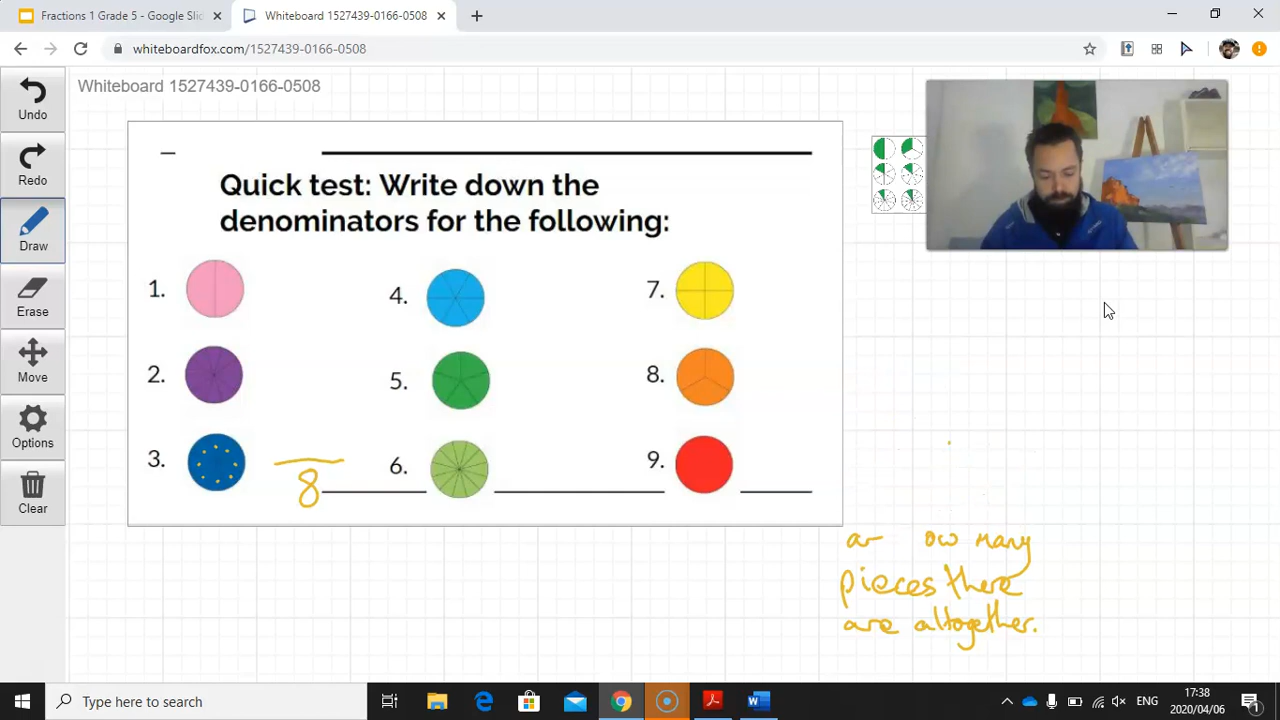 Fractions 1 Grade 5 - Google Slid
Whiteboard 1527439-0166-0508
whiteboardfox.com/1527439-0166-0508
Whiteboard 1527439-0166-0508
Undo
Redo
Draw
Erase
Move
Options
Clear
Quick test: Write down the
denominators for the following:
1.
2.
3.
8
4.
5.
6.
7.
8.
9.
ow many
pieces there
are altogether.
Type here to search
ENG
17:38
2020/04/06
1